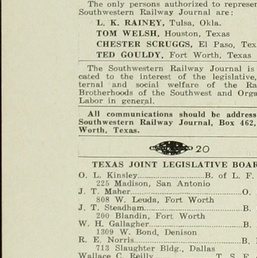 The only persons authorized to represen
Southwestern Railway Journal are:
L. K. RAINEY, Tulsa, Okla.
TOM WELSH, Houston, Texas
CHESTER SCRUGGS, El Paso, Tex
TED GOULDY, Fort Worth, Texas
The Southwestern Railway Journal is
cated to the interest of the legislative,
ternal and social welfare of the Ra
Brotherhoods of the Southwest and Orga
Labor in general.
All communications should be addres
Southwestern Railway Journal, Box 462,
Worth, Texas.
20
TEXAS JOINT LEGISLATIVE BOAR
O. L. Kinsley B. of L. F.
225 Madison, San Antonio
J. T. Maher O.
808 W. Leuda, Fort Worth
J. T. Steadham B.
200 Blandin, Fort Worth
W. H. Gallagher B.
1309 W. Bond, Denison
R. E. Norris B.
713 Slaughter Bldg., Dallas
Wallace C. Reilly T. S. E.